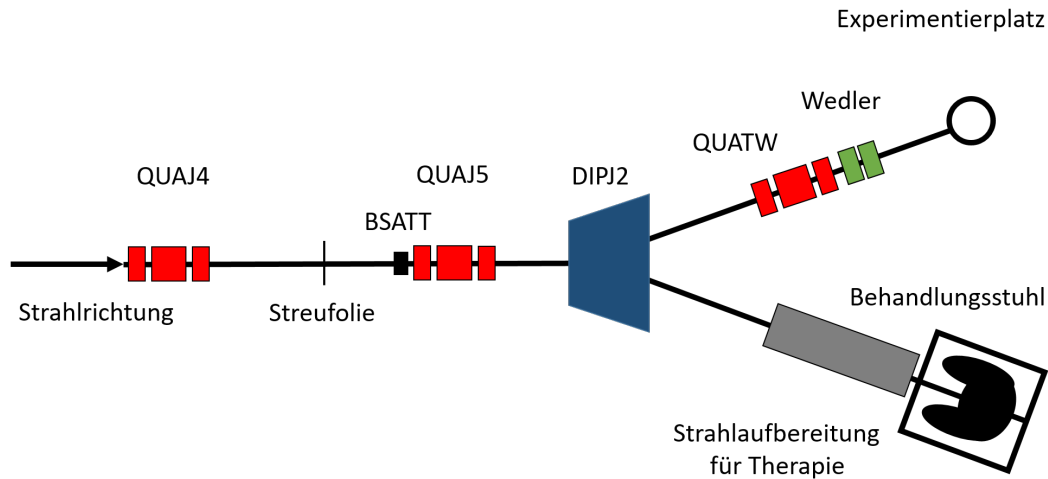 Experimentierplatz
Wedler
QUATW
QUAJ4
QUAJ5
DIPJ2
BSATT
Strahlrichtung
Streufolie
Behandlungsstuhl
Strahlaufbereitung
für Therapie